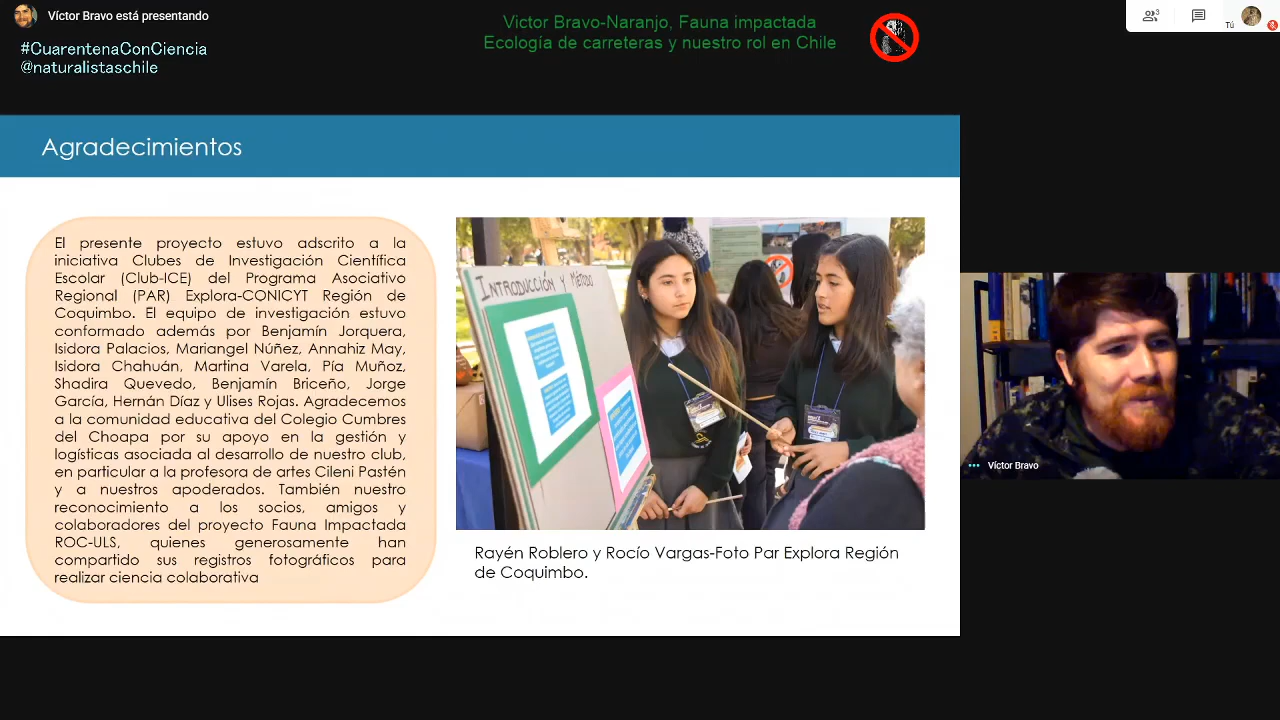 Víctor Bravo está presentando
#CuarentenaConCiencia
@naturalistaschile
Victor Bravo-Naranjo, Fauna impactada
Ecología de carreteras y nuestro rol en Chile
3
Tú
Agradecimientos
El presente proyecto estuvo adscrito a la
iniciativa Clubes de Investigación Científica
Escolar (Club-ICE) del Programa Asociativo
Regional (PAR) Explora-CONICYT Región de
Coquimbo. El equipo de investigación estuvo
conformado además por Benjamín Jorquera,
Isidora Palacios, Mariangel Núñez, Annahiz May,
Isidora Chahuán, Martina Varela, Pía Muñoz,
Shadira Quevedo, Benjamín Briceño, Jorge
García, Hernán Díaz y Ulises Rojas. Agradecemos
a la comunidad educativa del Colegio Cumbres
del Choapa por su apoyo en la gestión y
logísticas asociada al desarrollo de nuestro club,
en particular a la profesora de artes Cileni Pastén
y a nuestros apoderados. También nuestro
reconocimiento a los socios, amigos y
colaboradores del proyecto Fauna Impactada
ROC-ULS, quienes generosamente han
compartido sus registros fotográficos para
realizar ciencia colaborativa
INTRODUCCIÓN Y MÉTODO
Rayén Roblero y Rocío Vargas-Foto Par Explora Región
de Coquimbo.
Víctor Bravo